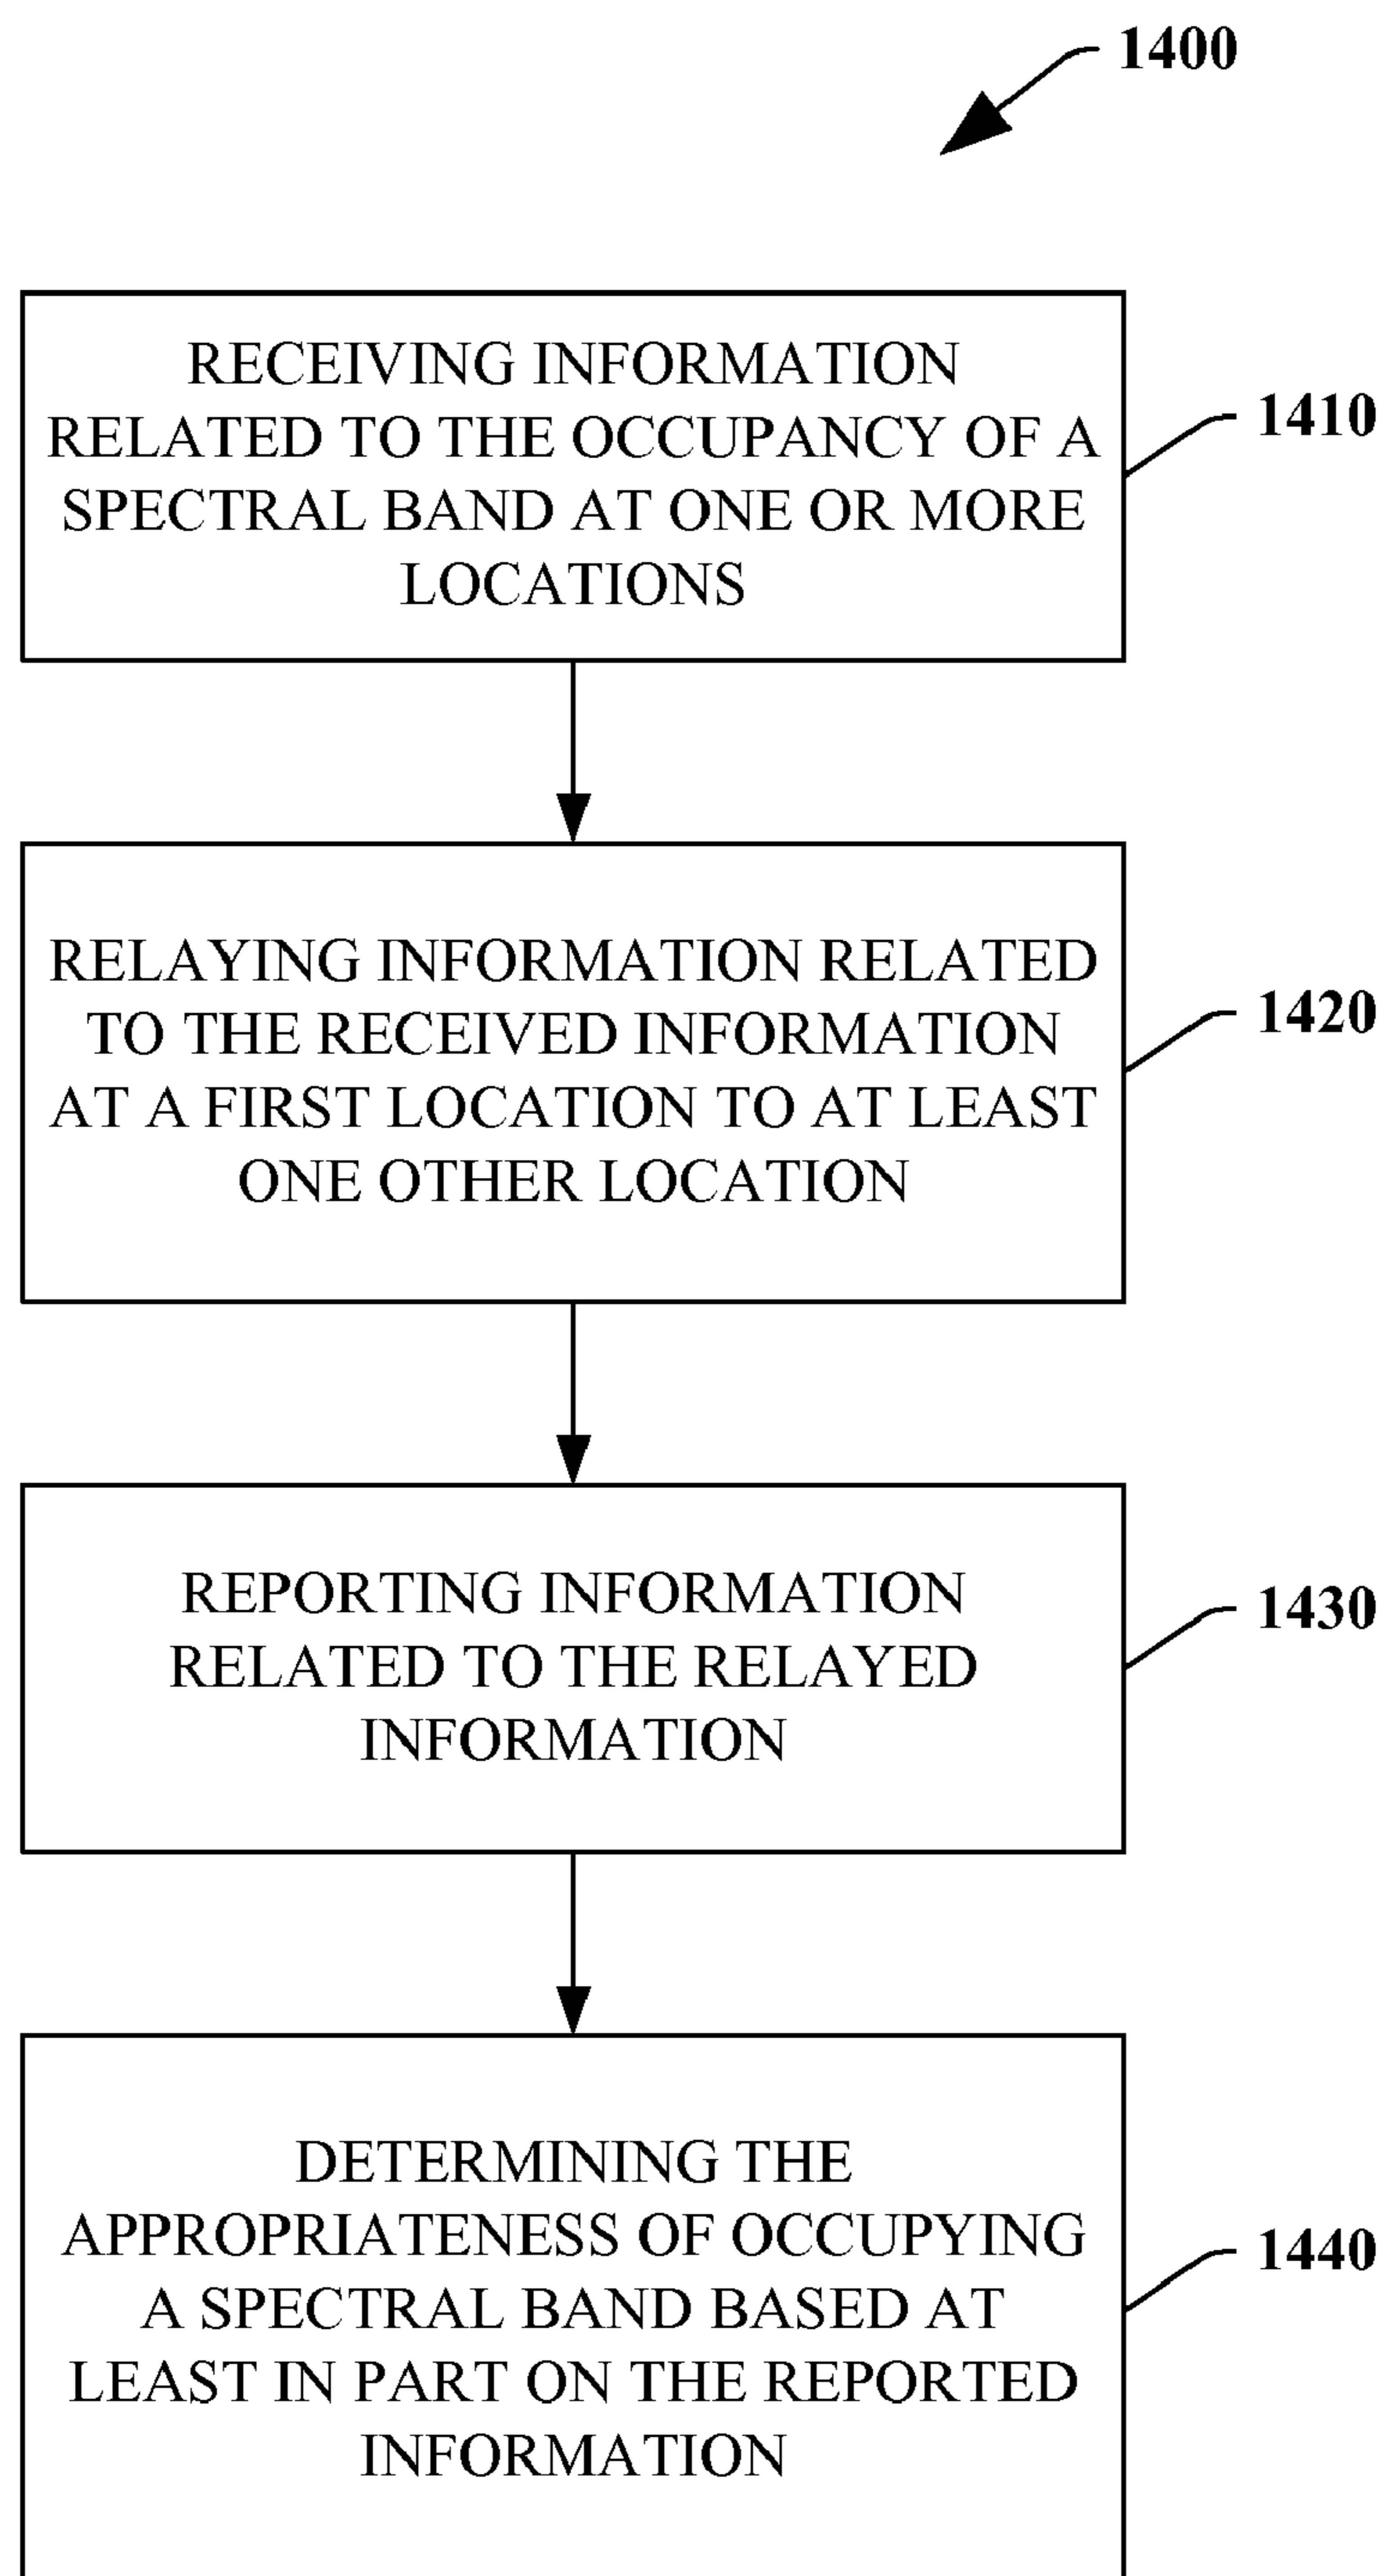 1400
RECEIVING INFORMATION
RELATED TO THE OCCUPANCY OF A
SPECTRAL BAND AT ONE OR MORE
LOCATIONS
1410
RELAYING INFORMATION RELATED
TO THE RECEIVED INFORMATION
AT A FIRST LOCATION TO AT LEAST
ONE OTHER LOCATION
1420
REPORTING INFORMATION
RELATED TO THE RELAYED
INFORMATION
1430
DETERMINING THE
APPROPRIATENESS OF OCCUPYING
A SPECTRAL BAND BASED AT
LEAST IN PART ON THE REPORTED
INFORMATION
1440